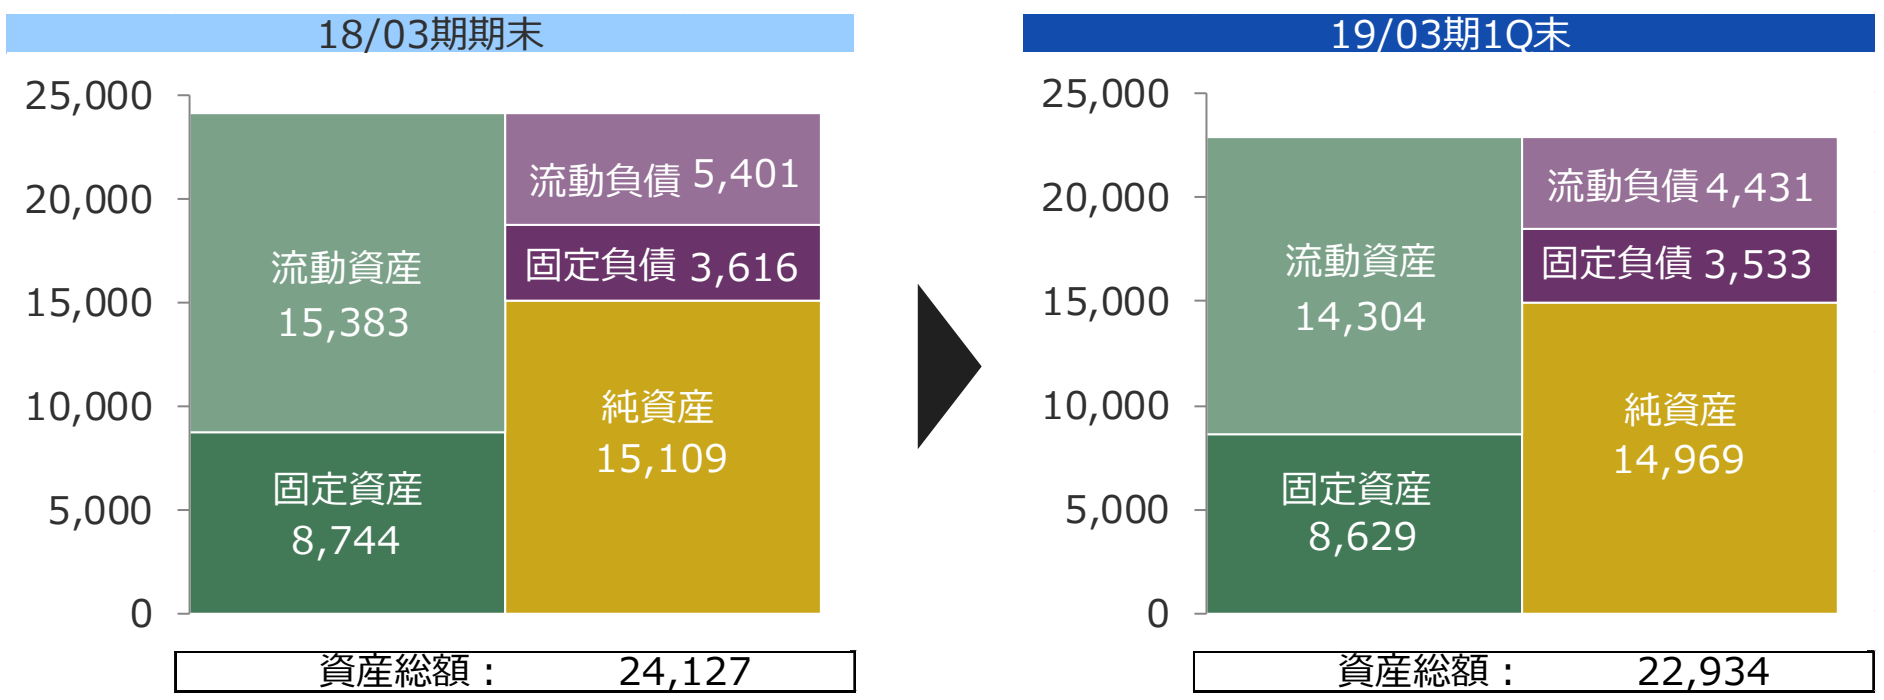 18/03期期末
25,000
20,000
15,000
10,000
5,000
0
流動資産
15,383
固定資産
8,744
流動負債 5,401
固定負債 3,616
純資産
15,109
資産総額： 24,127
19/03期1Q末
25,000
20,000
15,000
10,000
5,000
0
流動資産
14,304
固定資産
8,629
流動負債 4,431
固定負債 3,533
純資産
14,969
資産総額： 22,934